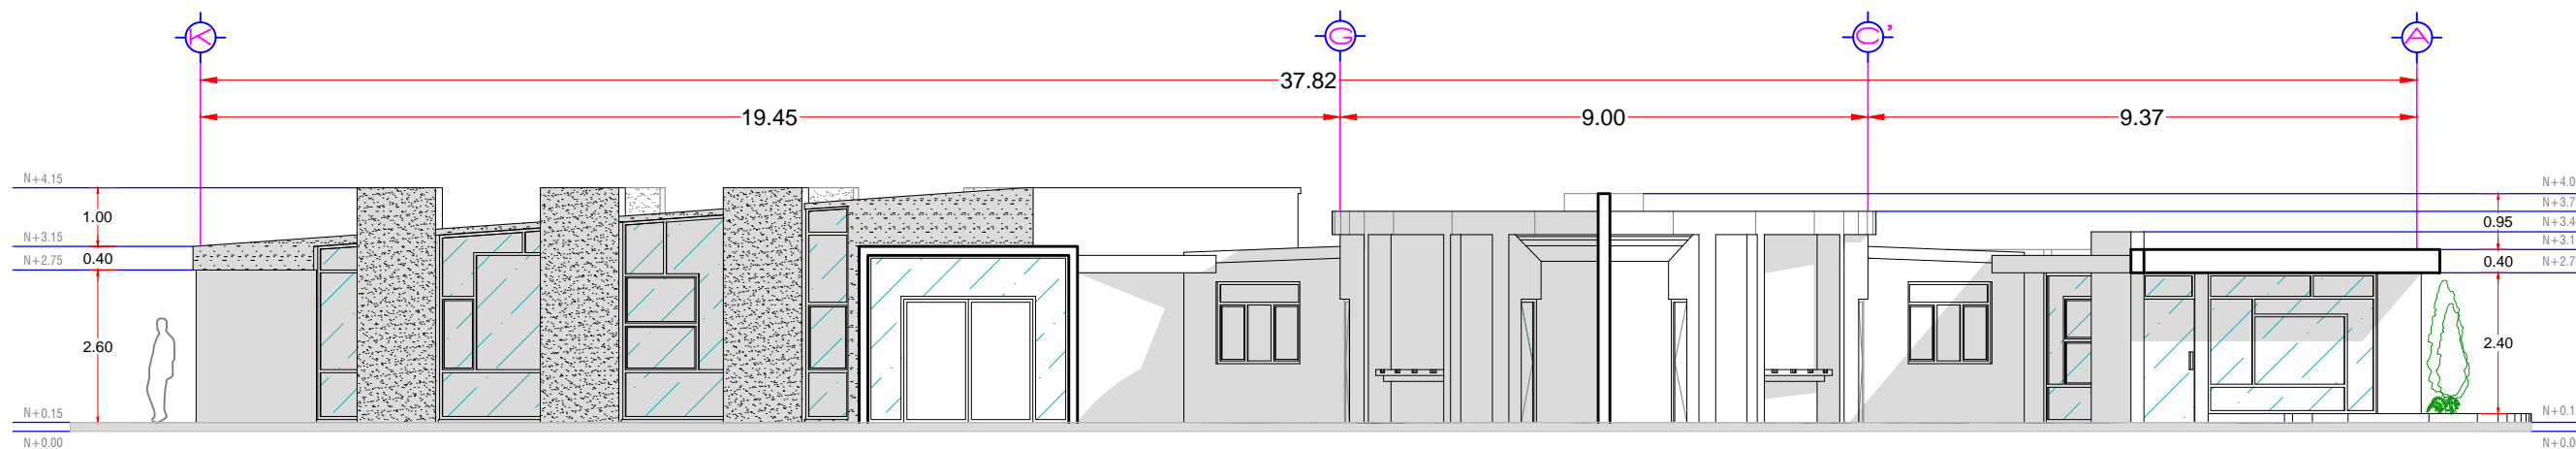 K G C' A
37.82
19.45 9.00 9.37
N+4.15
1.00
N+3.15
0.40
N+2.75
2.60
N+0.15
N+0.00
N+4.0
N+3.7
0.95
N+3.4
N+3.1
0.40
N+2.7
2.40
N+0.1
N+0.0